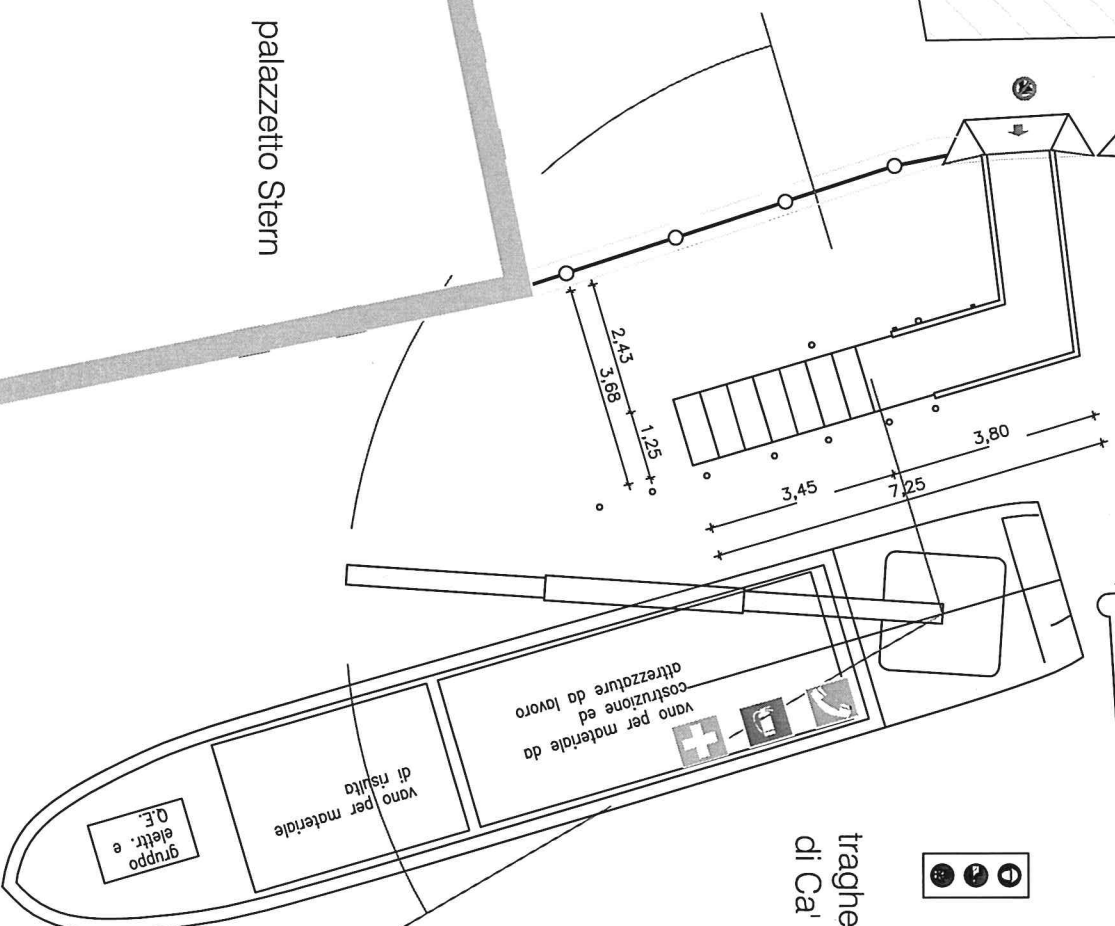 palazzetto Stern
2,43
3,68
1,25
3,80
3,45
7,25
vano per materiale da
costruzione ed
attrezzature da lavoro
vano per materiale
di risulta
gruppo
elettr. e
Q.E.
traghe
di Ca'